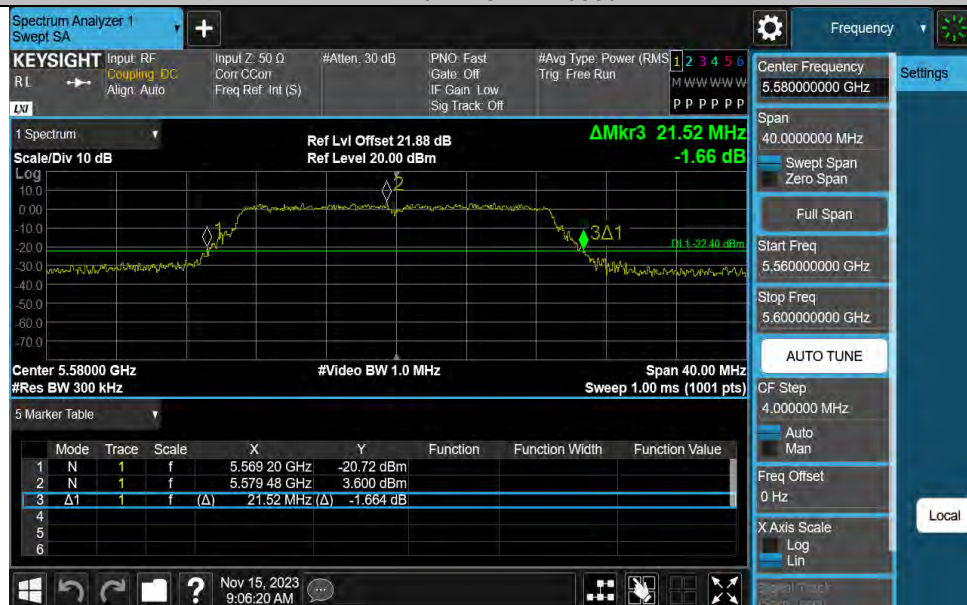 Spectrum Analyzer 1
Swept SA
+
Frequency
KEYSIGHT
RL
LXI
Input: RF
Coupling: DC
Align: Auto
Input Z: 50 Ω
Corr CCorr
Freq Ref: Int (S)
#Atten: 30 dB
PNO: Fast
Gate: Off
IF Gain: Low
Sig Track: Off
#Avg Type: Power (RMS
Trig: Free Run
1 2 3 4 5 6
M W W W W W
P P P P P P
1 Spectrum
Scale/Div 10 dB
Ref Lvl Offset 21.88 dB
Ref Level 20.00 dBm
ΔMkr3 21.52 MHz
-1.66 dB
Log
10.0
0.00
-10.0
-20.0
-30.0
-40.0
-50.0
-60.0
-70.0
1
2
3Δ1
DL1 -22.40 dBm
Center 5.58000 GHz
#Res BW 300 kHz
#Video BW 1.0 MHz
Span 40.00 MHz
Sweep 1.00 ms (1001 pts)
5 Marker Table
Mode Trace Scale X Y Function Function Width Function Value
1 N 1 f 5.569 20 GHz -20.72 dBm
2 N 1 f 5.579 48 GHz 3.600 dBm
3 Δ1 1 f (Δ) 21.52 MHz (Δ) -1.664 dB
4
5
6
?
Nov 15, 2023
9:06:20 AM
Center Frequency
5.580000000 GHz
Span
40.0000000 MHz
Swept Span
Zero Span
Full Span
Start Freq
5.560000000 GHz
Stop Freq
5.600000000 GHz
AUTO TUNE
CF Step
4.000000 MHz
Auto
Man
Freq Offset
0 Hz
X Axis Scale
Log
Lin
Signal Track
Settings
Local